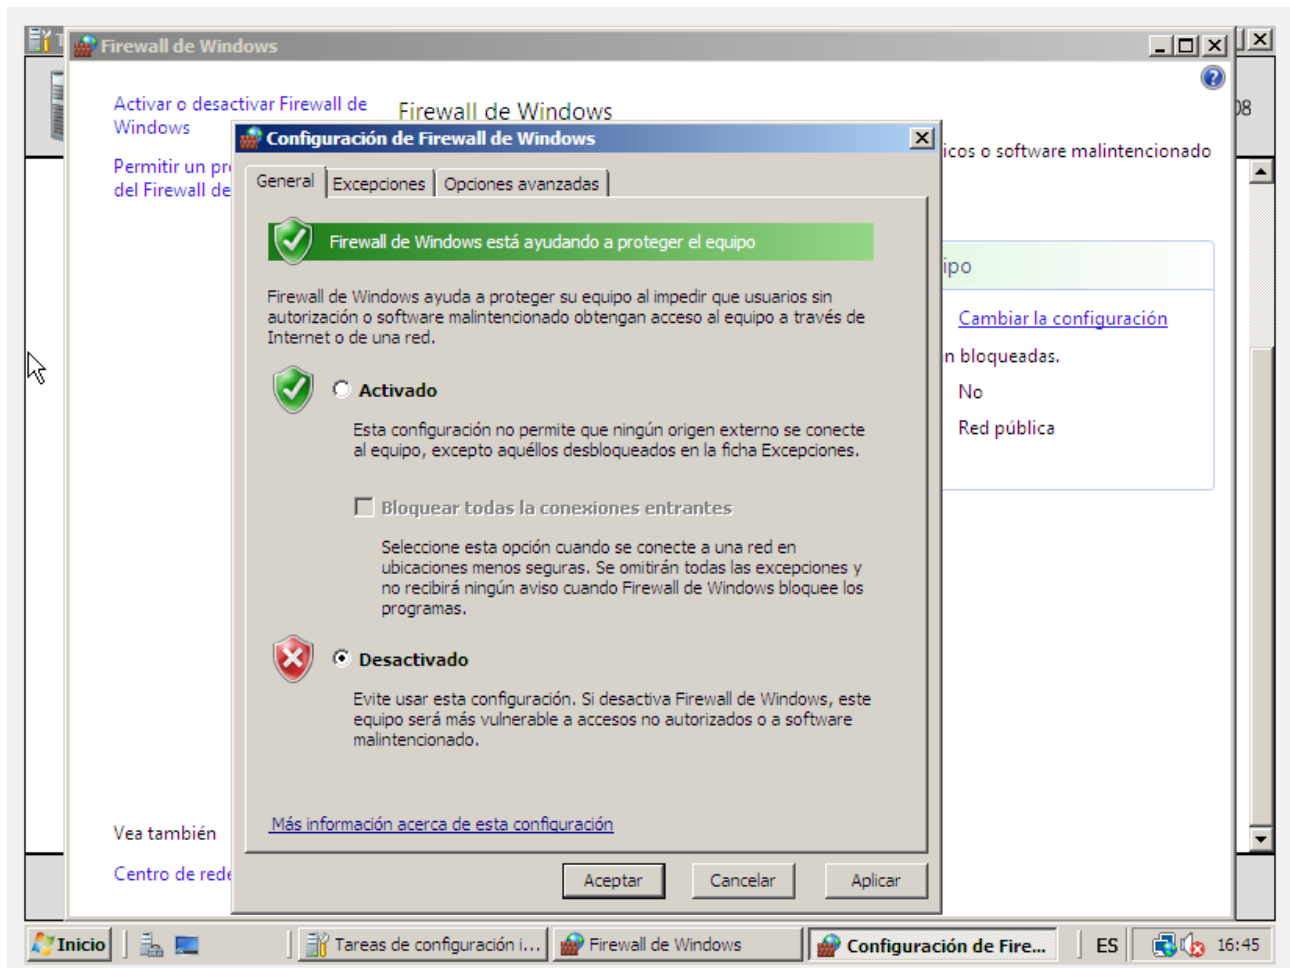 Firewall de Windows
Activar o desactivar Firewall de
Windows
Firewall de Windows
08
Permitir un
del Firewall de
icos o software malintencionado
Configuración de Firewall de Windows
General
Excepciones
Opciones avanzadas
Firewall de Windows está ayudando a proteger el equipo
Firewall de Windows ayuda a proteger su equipo al impedir que usuarios sin
autorización o software malintencionado obtengan acceso al equipo a través de
Internet o de una red.
Activado
Esta configuración no permite que ningún origen externo se conecte
al equipo, excepto aquéllos desbloqueados en la ficha Excepciones.
Bloquear todas la conexiones entrantes
Seleccione esta opción cuando se conecte a una red en
ubicaciones menos seguras. Se omitirán todas las excepciones y
no recibirá ningún aviso cuando Firewall de Windows bloquee los
programas.
Desactivado
Evite usar esta configuración. Si desactiva Firewall de Windows, este
equipo será más vulnerable a accesos no autorizados o a software
malintencionado.
Más información acerca de esta configuración
Aceptar
Cancelar
Aplicar
ipo
Cambiar la configuración
n bloqueadas.
No
Red pública
Vea también
Centro de rede
Inicio
Tareas de configuración i...
Firewall de Windows
Configuración de Fire...
ES
16:45